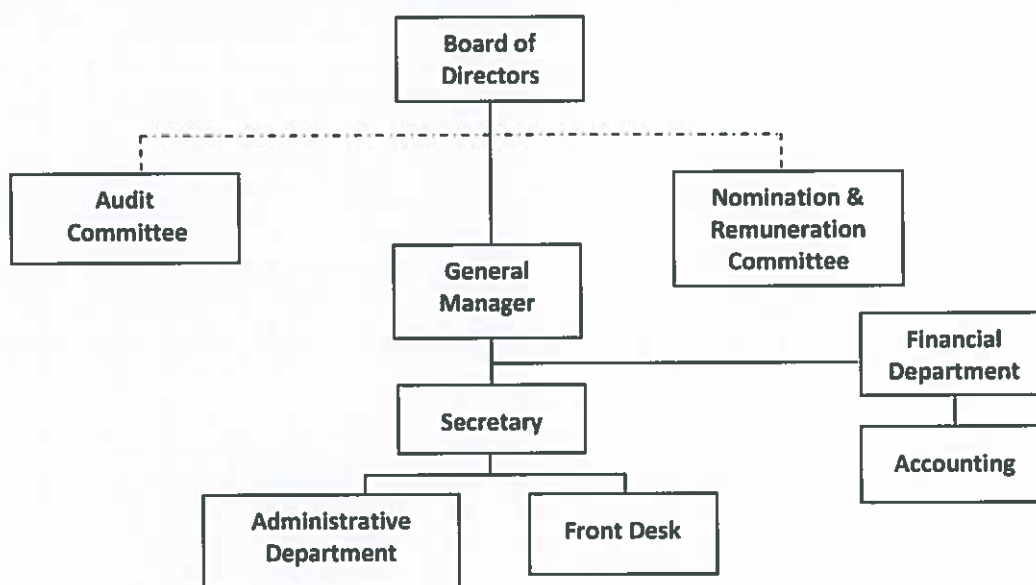 Board of
Directors
Audit
Committee
Nomination &
Remuneration
Committee
General
Manager
Financial
Department
Secretary
Accounting
Administrative
Department
Front Desk